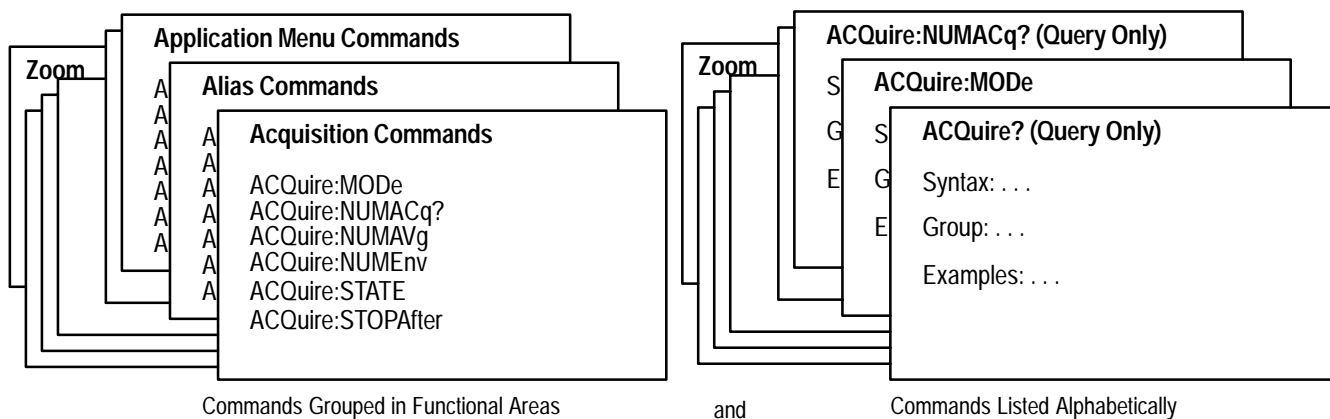 Application Menu Commands
Zoom
A
A
A
A
A
A
A
Alias Commands
A
A
A
A
A
A
A
Acquisition Commands
ACQuire:MODe
ACQuire:NUMACq?
ACQuire:NUMAVg
ACQuire:NUMEnv
ACQuire:STATE
ACQuire:STOPAfter
Commands Grouped in Functional Areas
and
ACQuire:NUMACq? (Query Only)
Zoom
S
G
E
ACQuire:MODe
S
G
E
ACQuire? (Query Only)
Syntax: . . .
Group: . . .
Examples: . . .
Commands Listed Alphabetically